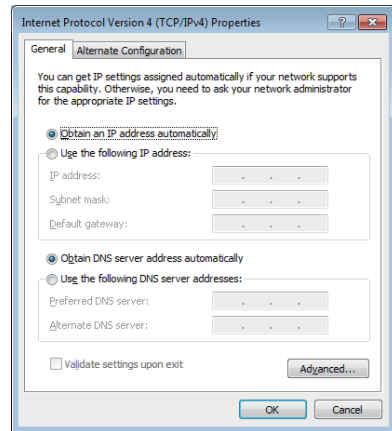 Internet Protocol Version 4 (TCP/IPv4) Properties
General
Alternate Configuration
You can get IP settings assigned automatically if your network supports
this capability. Otherwise, you need to ask your network administrator
for the appropriate IP settings.
Obtain an IP address automatically
Use the following IP address:
IP address:
Subnet mask:
Default gateway:
Obtain DNS server address automatically
Use the following DNS server addresses:
Preferred DNS server:
Alternate DNS server:
Validate settings upon exit
Advanced...
OK
Cancel